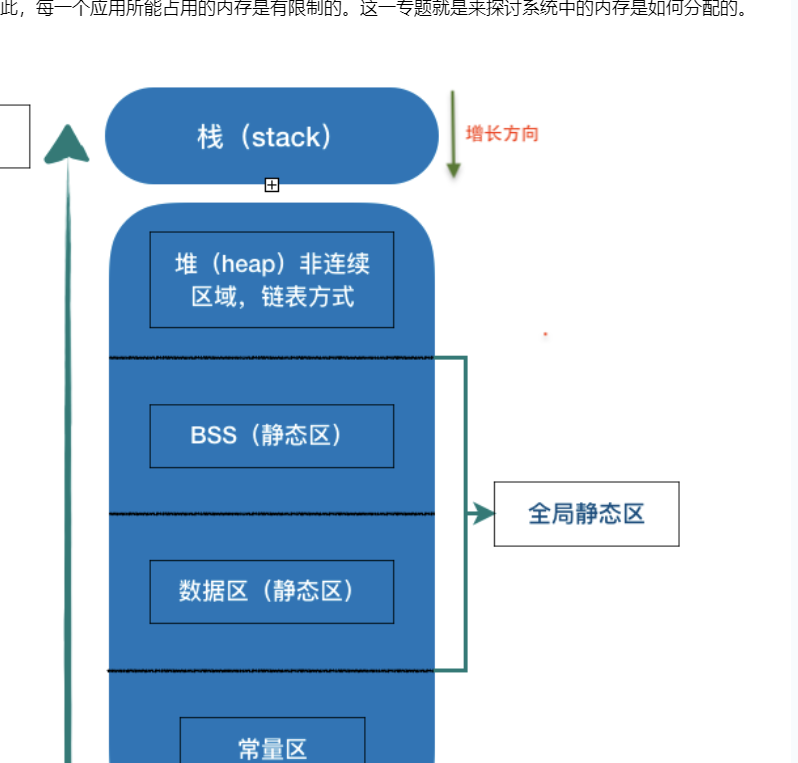 此，每一个应用所能占用的内存是有限制的。这一专题就是来探讨系统中的内存是如何分配的。
栈（stack）
增长方向
堆（heap）非连续
区域，链表方式
BSS（静态区）
全局静态区
数据区（静态区）
常量区